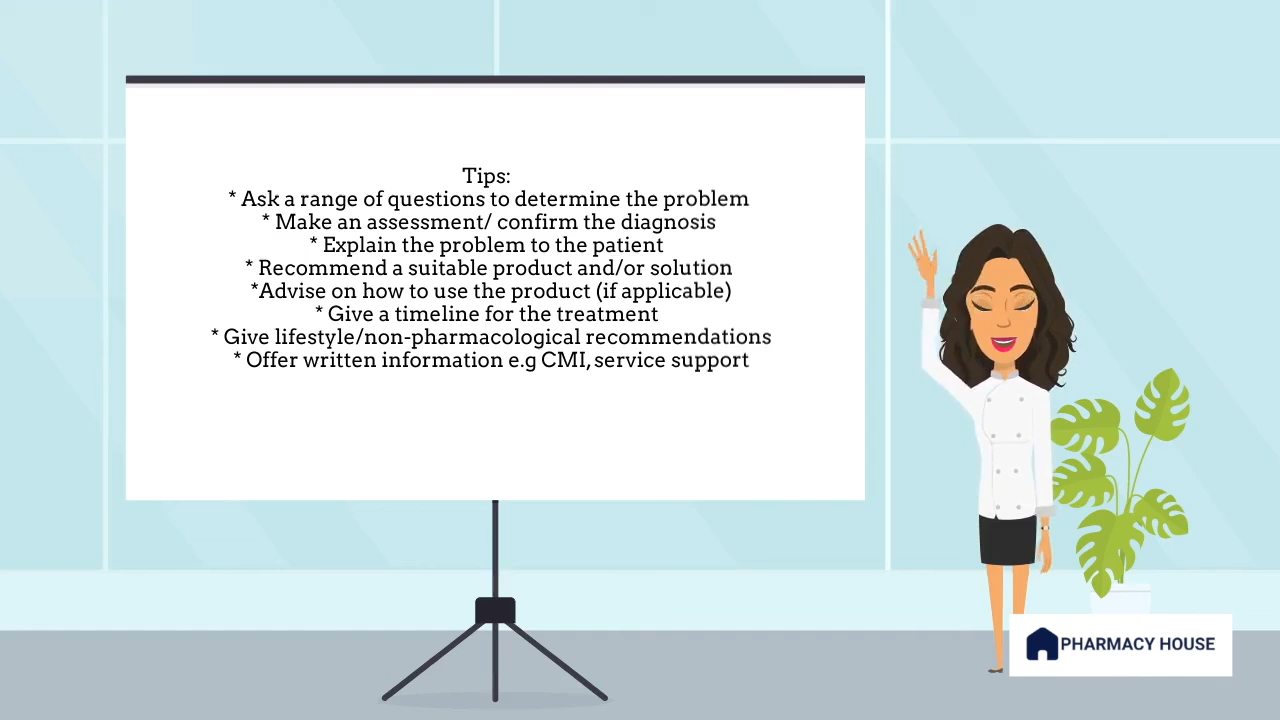 Tips:
* Ask a range of questions to determine the problem
* Make an assessment/ confirm the diagnosis
* Explain the problem to the patient
* Recommend a suitable product and/or solution
*Advise on how to use the product (if applicable)
* Give a timeline for the treatment
* Give lifestyle/non-pharmacological recommendations
* Offer written information e.g CMI, service support
PHARMACY HOUSE